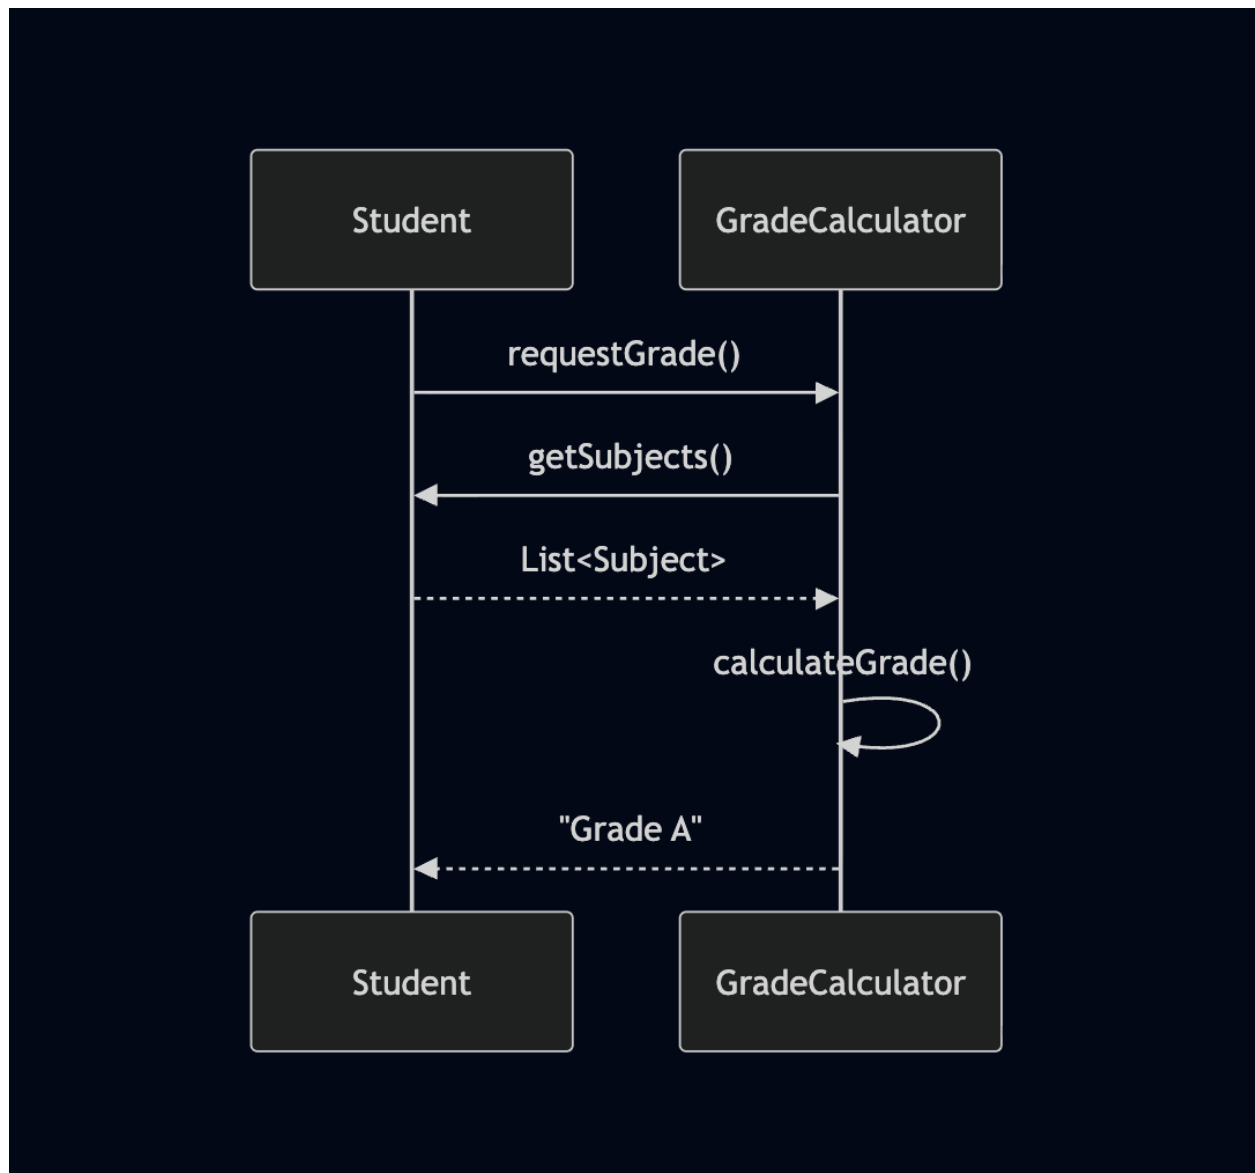 Student
GradeCalculator
requestGrade()
getSubjects()
List<Subject>
calculateGrade()
"Grade A"
Student
GradeCalculator